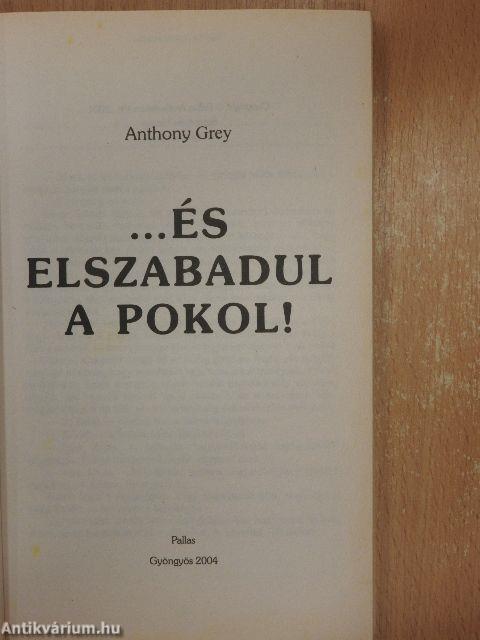 Anthony Grey
...ÉS
ELSZABADUL
A POKOL!
Pallas
Gyöngyös 2004
Antikvárium.hu